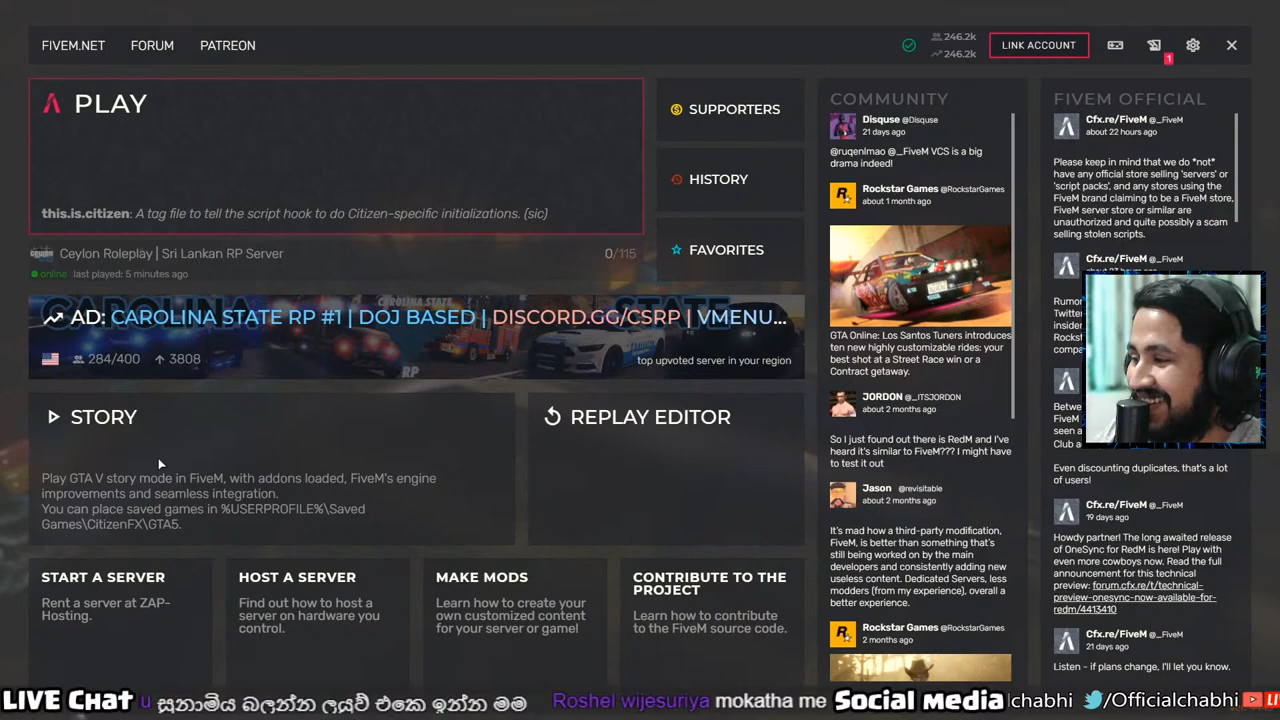 FIVEM.NET
FORUM
PATREON
246.2k
246.2k
LINK ACCOUNT
1
PLAY
this.is.citizen: A tag file to tell the script hook to do Citizen-specific initializations. (sic)
SUPPORTERS
HISTORY
FAVORITES
Ceylon Roleplay | Sri Lankan RP Server
0/115
online last played: 5 minutes ago
AD: CAROLINA STATE RP #1 | DOJ BASED | DISCORD.GG/CSRP | VMENU...
284/400
3808
top upvoted server in your region
STORY
Play GTA V story mode in FiveM, with addons loaded, FiveM's engine
improvements and seamless integration.
You can place saved games in %USERPROFILE%\Saved
Games\CitizenFX\GTA5.
REPLAY EDITOR
START A SERVER
Rent a server at ZAP-
Hosting.
HOST A SERVER
Find out how to host a
server on hardware you
control.
MAKE MODS
Learn how to create your
own customized content
for your server or game!
CONTRIBUTE TO THE
PROJECT
Learn how to contribute
to the FiveM source code.
COMMUNITY
Disquse @Disquse
21 days ago
@ruqenlmao @_FiveM VCS is a big
drama indeed!
Rockstar Games @RockstarGames
about 1 month ago
GTA Online: Los Santos Tuners introduces
ten new highly customizable rides: your
best shot at a Street Race win or a
Contract getaway.
JORDON @_ITSJORDON
about 2 months ago
So I just found out there is RedM and I've
heard it's similar to FiveM??? I might have
to test it out
Jason @revisitable
about 2 months ago
It's mad how a third-party modification,
FiveM, is better than something that's
still being worked on by the main
developers and consistently adding new
useless content. Dedicated Servers, less
modders (from my experience), overall a
better experience.
Rockstar Games @RockstarGames
2 months ago
FIVEM OFFICIAL
Cfx.re/FiveM @_FiveM
about 22 hours ago
Please keep in mind that we do *not*
have any official store selling 'servers' or
'script packs', and any stores using the
FiveM brand claiming to be a FiveM store,
FiveM server store or similar are
unauthorized and quite possibly a scam
selling stolen scripts.
Cfx.re/FiveM @_FiveM
Rumor
Twitter
inside
Rocks
compa
Betwe
FiveM
seen a
Club a
Even discounting duplicates, that's a lot
of users!
Cfx.re/FiveM @_FiveM
19 days ago
Howdy partner! The long awaited release
of OneSync for RedM is here! Play with
even more cowboys now. Read the full
announcement for this technical
preview: forum.cfx.re/t/technical-
preview-onesync-now-available-for-
redm/4413410
Cfx.re/FiveM @_FiveM
21 days ago
Listen - if plans change, I'll let you know.
LIVE Chat u සුනාමිය බලන්න ලයුව් එකෙ ඉන්න මම Roshel wijesuriya mokatha me Social Media lchabhi /Officialchabhi LI